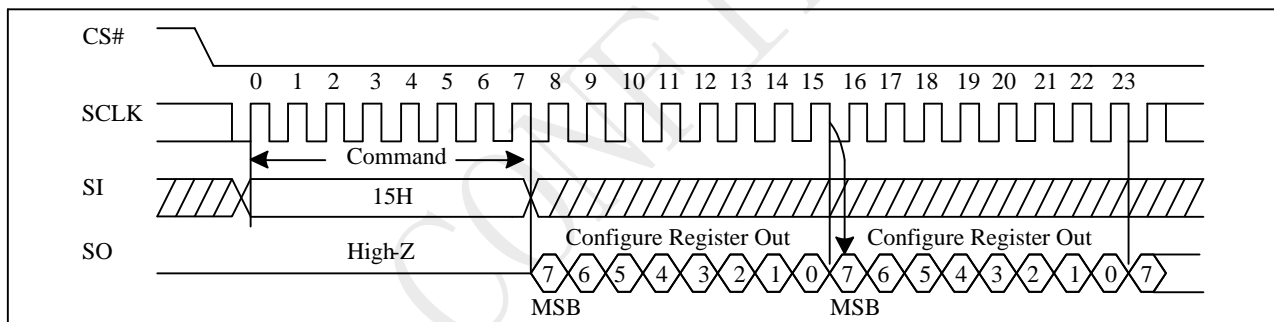 CS#
0 1 2 3 4 5 6 7 8 9 10 11 12 13 14 15 16 17 18 19 20 21 22 23
SCLK
Command
SI
15H
SO
High-Z
Configure Register Out
Configure Register Out
7 6 5 4 3 2 1 0 7 6 5 4 3 2 1 0 7
MSB
MSB